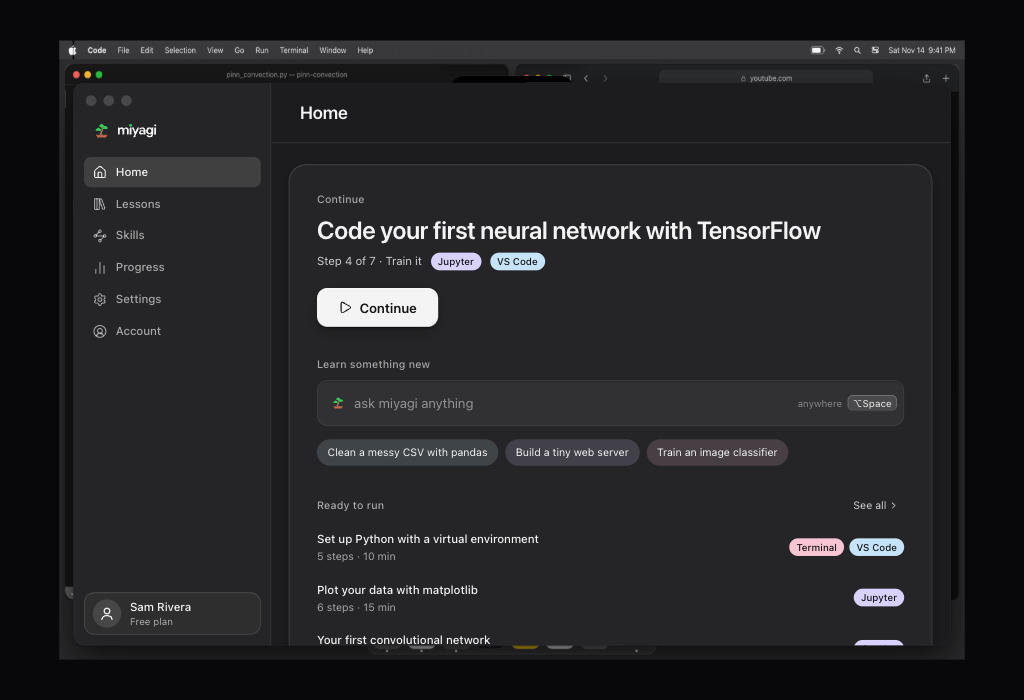 Code File Edit Selection View Go Run Terminal Window Help Sat Nov 14 9:41 PM
pinn_convection.py — pinn-convection youtube.com
miyagi
Home
Lessons
Skills
Progress
Settings
Account
Sam Rivera
Free plan
Home
Continue
Code your first neural network with TensorFlow
Step 4 of 7 · Train it Jupyter VS Code
Continue
Learn something new
ask miyagi anything anywhere ⌥Space
Clean a messy CSV with pandas Build a tiny web server Train an image classifier
Ready to run See all
Set up Python with a virtual environment
5 steps · 10 min Terminal VS Code
Plot your data with matplotlib
6 steps · 15 min Jupyter
Your first convolutional network